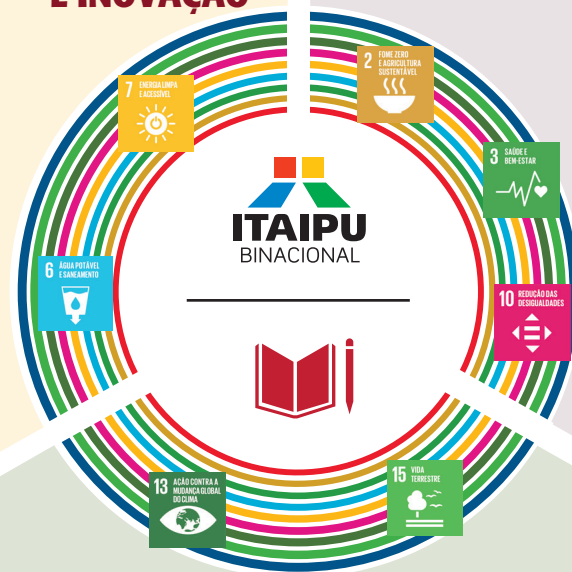 E INOVAÇÃO
7 ENERGIA LIMPA
E ACESSÍVEL
2 FOME ZERO
E AGRICULTURA
SUSTENTÁVEL
3 SAÚDE E
BEM-ESTAR
ITAIPU
BINACIONAL
6 ÁGUA POTÁVEL
E SANEAMENTO
10 REDUÇÃO DAS
DESIGUALDADES
13 AÇÃO CONTRA A
MUDANÇA GLOBAL
DO CLIMA
15 VIDA
TERRESTRE